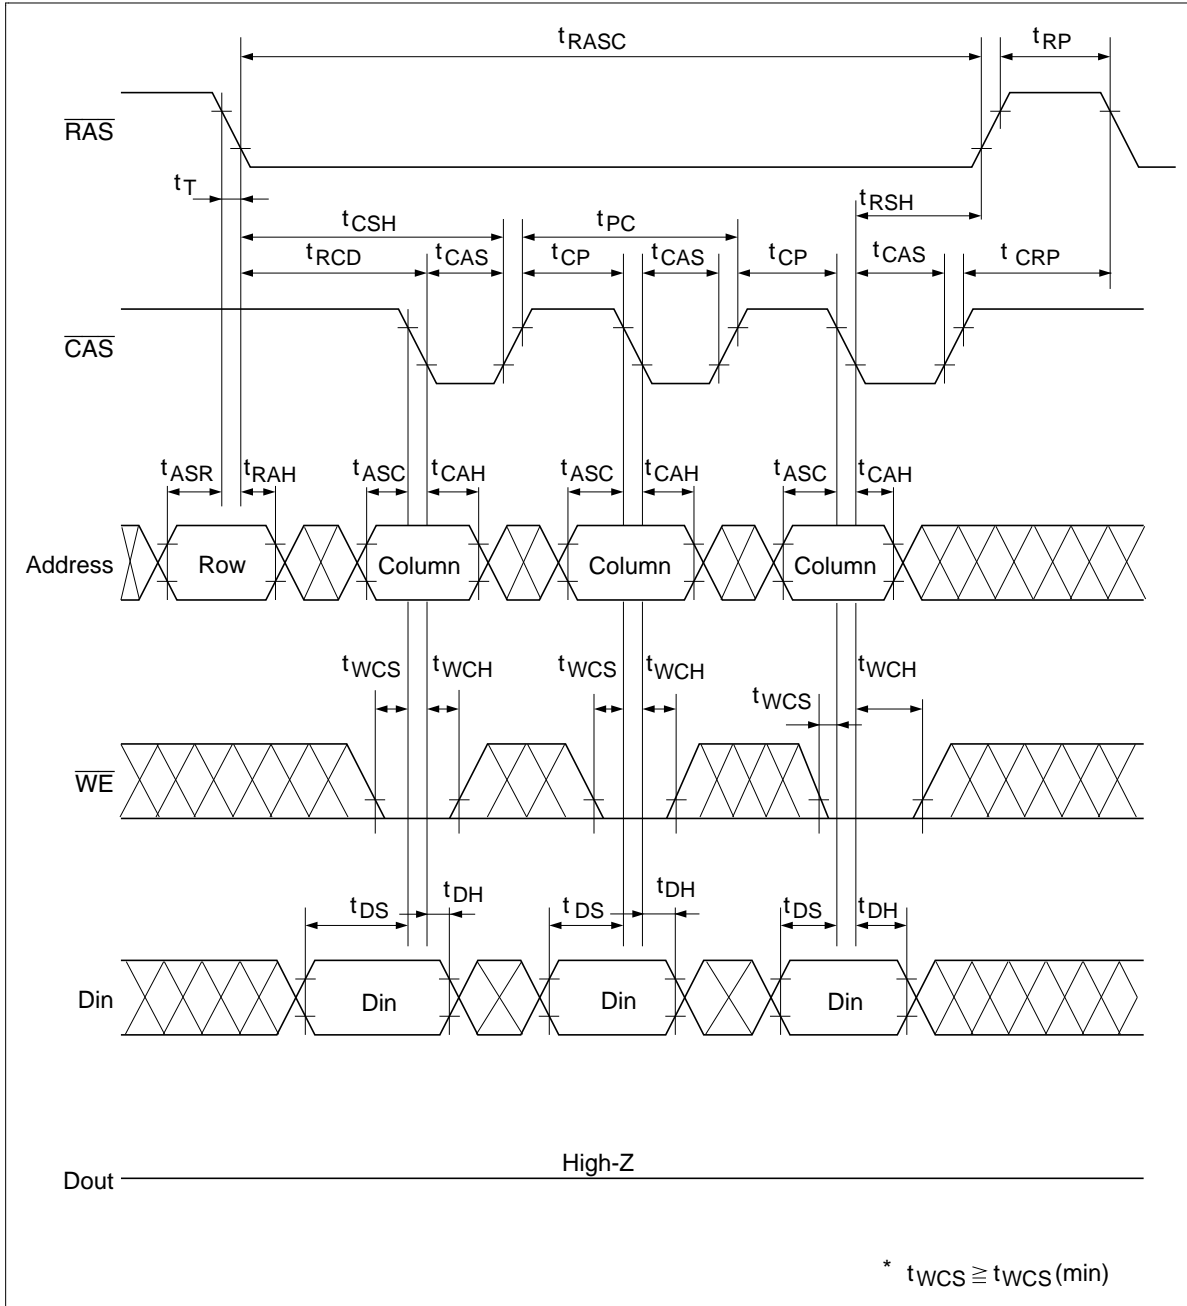 tRASC tRP
RAS
tT
tRSH
tCSH tPC
tRCD tCAS tCP tCAS tCP tCAS tCRP
CAS
tASR tRAH tASC tCAH tASC tCAH tASC tCAH
Address Row Column Column Column
tWCS tWCH tWCS tWCH tWCS tWCH
WE
tDS tDH tDS tDH tDS tDH
Din Din Din Din
High-Z
Dout
* tWCS ≧ tWCS(min)